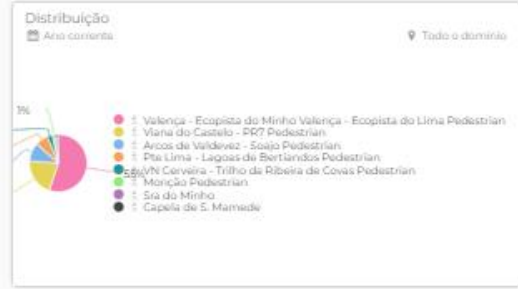 Distribuição
Ano corrente
Todo o domínio
1%
Valença - Ecopista do Minho Valença - Ecopista do Lima Pedestrian
Viana do Castelo - PR7 Pedestrian
Arcos de Valdevez - Soajo Pedestrian
Pte Lima - Lagoas de Bertiandos Pedestrian
VN Cerveira - Trilho da Ribeira de Covas Pedestrian
Monção Pedestrian
Sra do Minho
Capela de S. Mamede